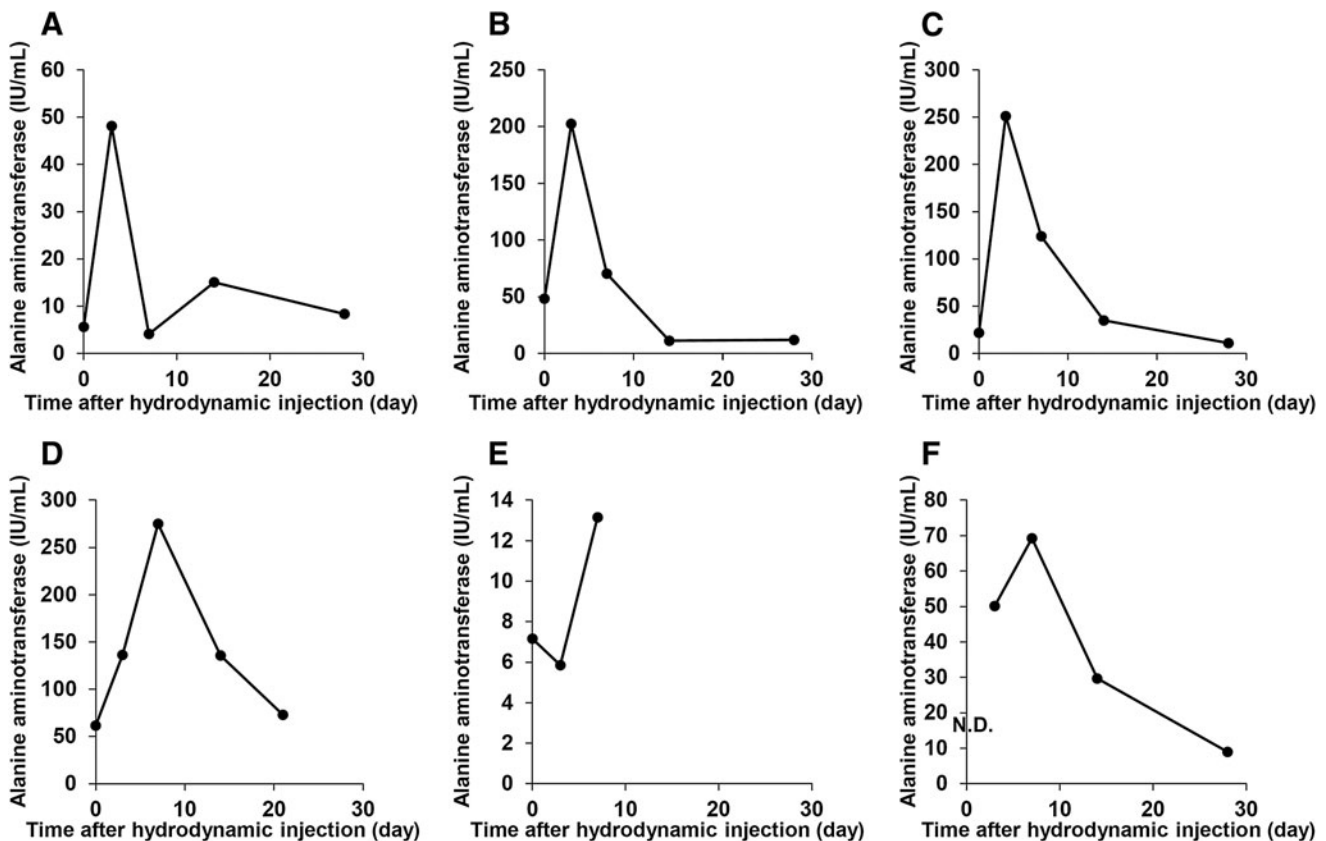 A
Alanine aminotransferase (IU/mL)
60
50
40
30
20
10
0
0 10 20 30
Time after hydrodynamic injection (day)
B
Alanine aminotransferase (IU/mL)
250
200
150
100
50
0
0 10 20 30
Time after hydrodynamic injection (day)
C
Alanine aminotransferase (IU/mL)
300
250
200
150
100
50
0
0 10 20 30
Time after hydrodynamic injection (day)
D
Alanine aminotransferase (IU/mL)
300
250
200
150
100
50
0
0 10 20 30
Time after hydrodynamic injection (day)
E
Alanine aminotransferase (IU/mL)
14
12
10
8
6
4
2
0
0 10 20 30
Time after hydrodynamic injection (day)
F
Alanine aminotransferase (IU/mL)
80
70
60
50
40
30
20
N.D.
10
0
0 10 20 30
Time after hydrodynamic injection (day)